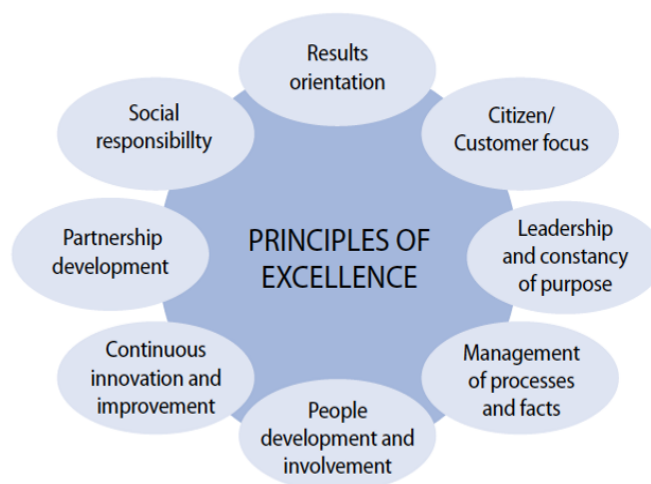 Results
orientation
Citizen/
Customer focus
Leadership
and constancy
of purpose
Management
of processes
and facts
People
development and
involvement
Continuous
innovation and
improvement
Partnership
development
Social
responsibillty
PRINCIPLES OF
EXCELLENCE